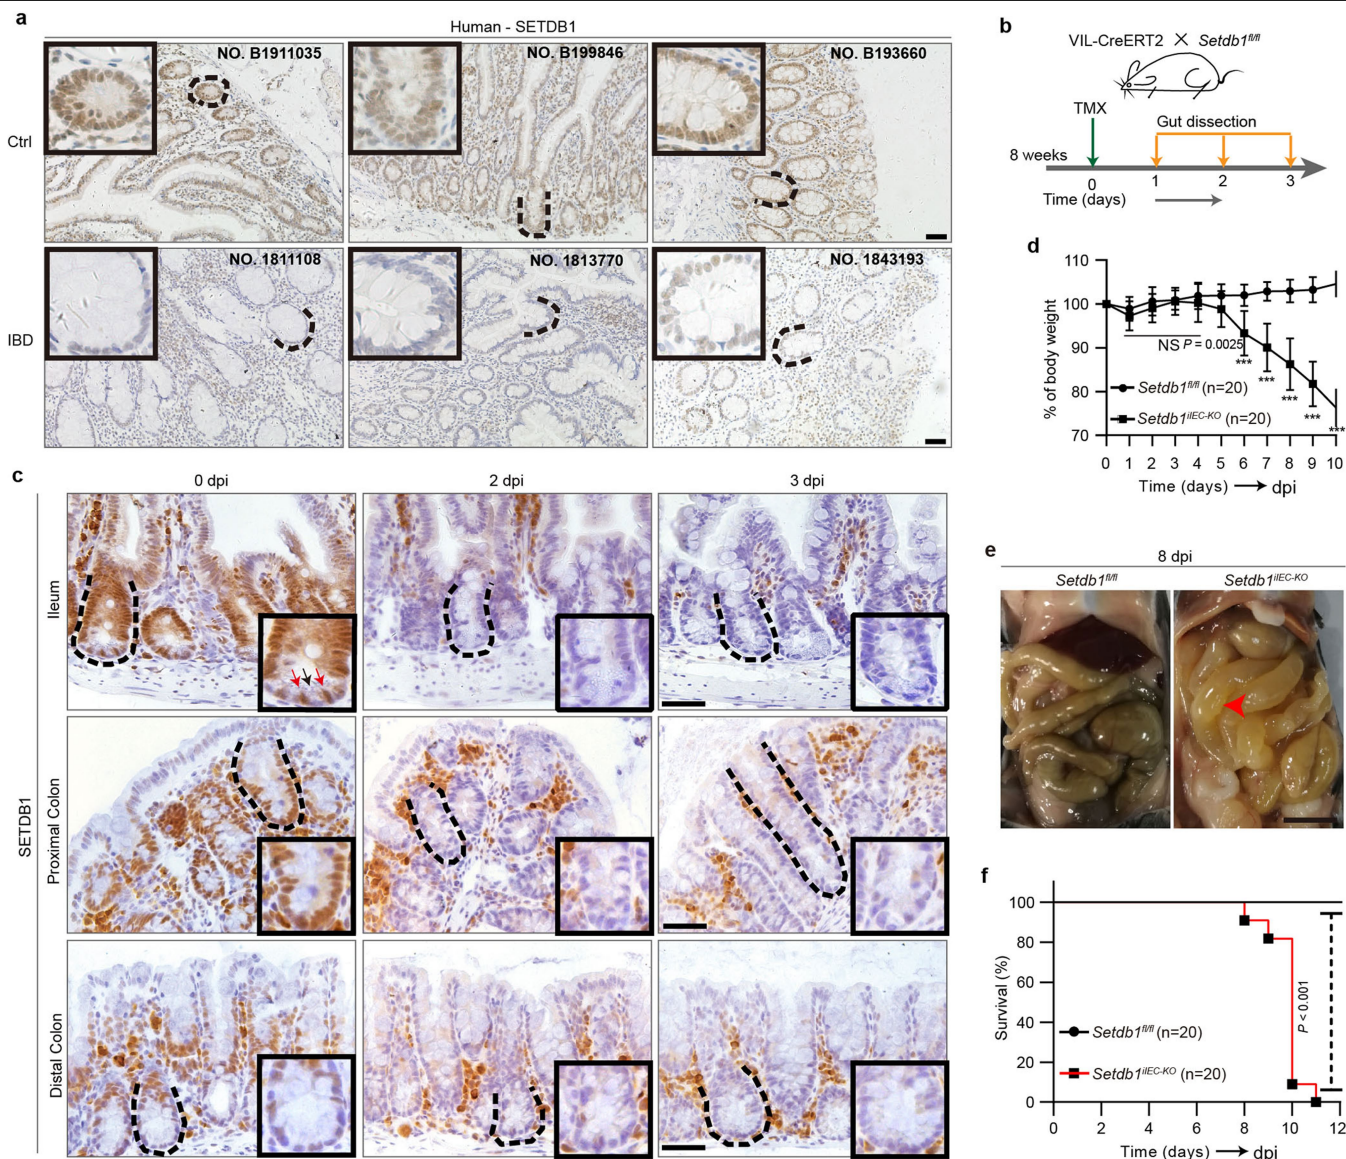 a
Human - SETDB1
NO. B1911035
NO. B199846
NO. B193660
Ctrl
NO. 1811108
NO. 1813770
NO. 1843193
IBD
b
VIL-CreERT2 × Setdb1fl/fl
TMX
Gut dissection
8 weeks
0 1 2 3
Time (days)
c
0 dpi
2 dpi
3 dpi
SETDB1
Ileum
Proximal Colon
Distal Colon
d
110
100
90
80
70
% of body weight
NS P = 0.0025
***
***
***
***
***
Setdb1fl/fl (n=20)
Setdb1iIEC-KO (n=20)
0 1 2 3 4 5 6 7 8 9 10
Time (days) → dpi
e
8 dpi
Setdb1fl/fl
Setdb1iIEC-KO
f
100
80
60
40
20
0
Survival (%)
P < 0.001
Setdb1fl/fl (n=20)
Setdb1iIEC-KO (n=20)
0 2 4 6 8 10 12
Time (days) → dpi